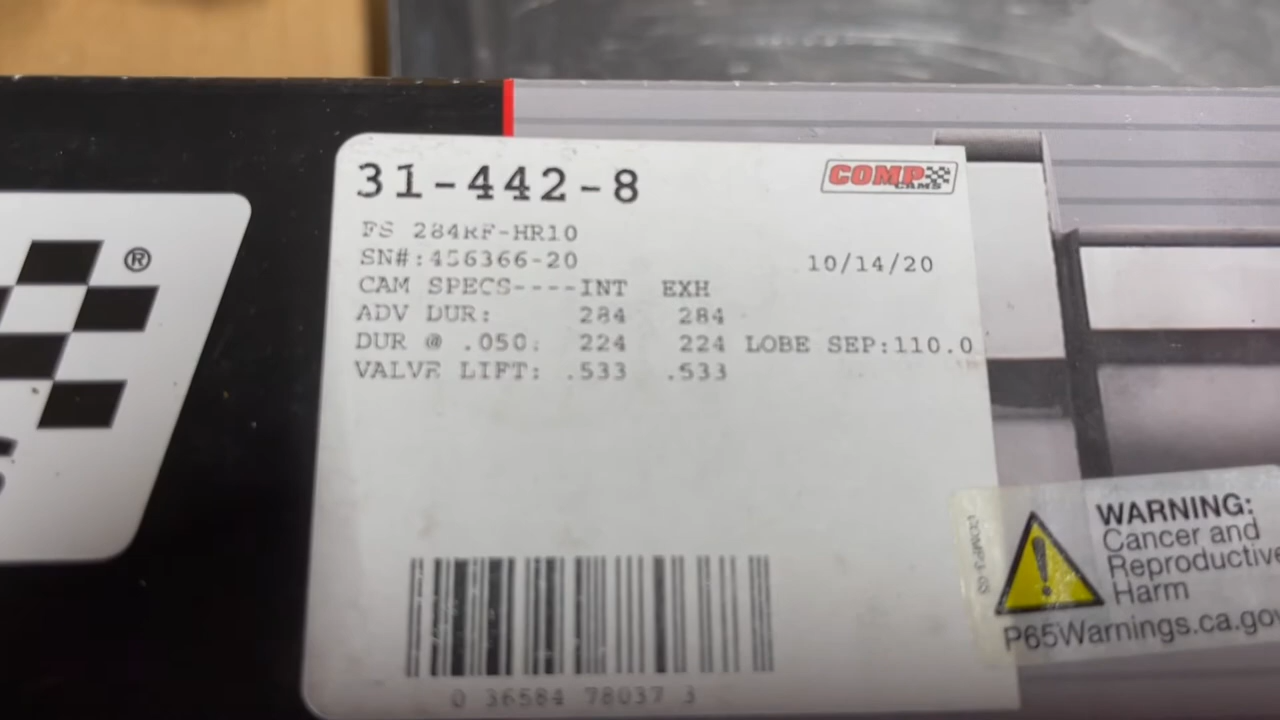 31-442-8
COMP
CAMS
FS 284RF-HR10
SN#:456366-20 10/14/20
CAM SPECS----INT EXH
ADV DUR: 284 284
DUR @ .050: 224 224 LOBE SEP:110.0
VALVE LIFT: .533 .533
0 36584 78037 3
®
WARNING:
Cancer and
Reproductive
Harm
P65Warnings.ca.gov